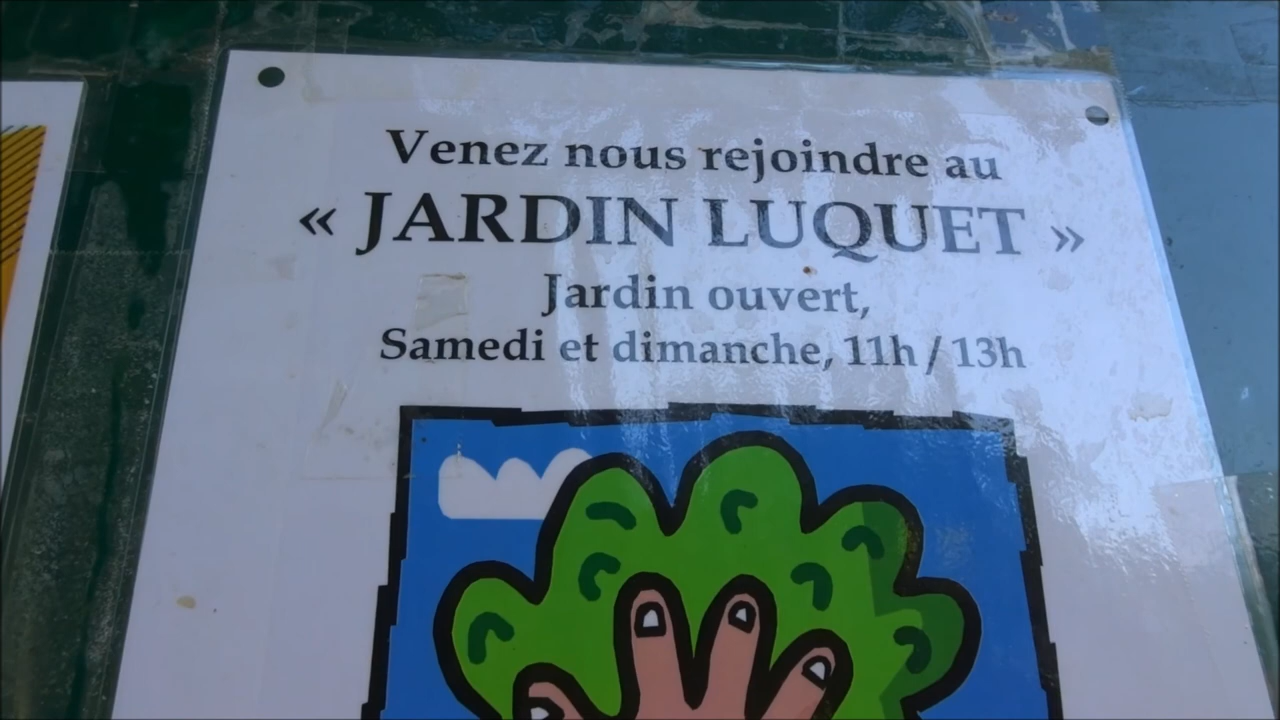 Venez nous rejoindre au
« JARDIN LUQUET »
Jardin ouvert,
Samedi et dimanche, 11h / 13h